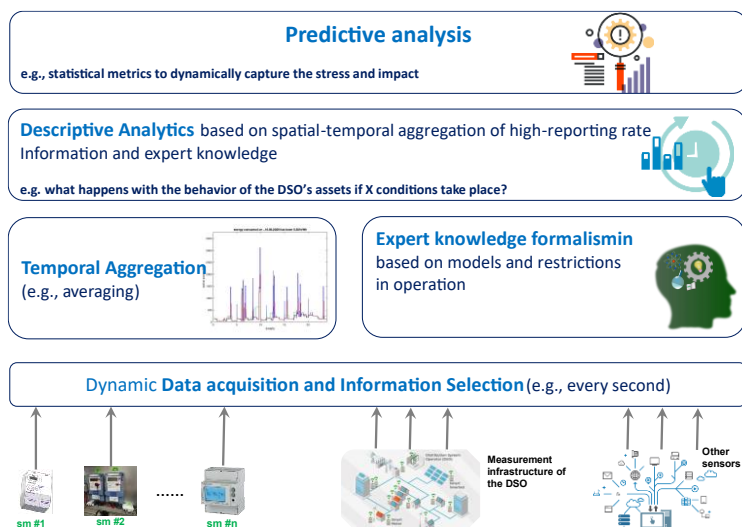 Predictive analysis
e.g., statistical metrics to dynamically capture the stress and impact
Descriptive Analytics based on spatial-temporal aggregation of high-reporting rate
Information and expert knowledge
e.g. what happens with the behavior of the DSO's assets if X conditions take place?
Temporal Aggregation
(e.g., averaging)
Expert knowledge formalismin
based on models and restrictions
in operation
Dynamic Data acquisition and Information Selection (e.g., every second)
Measurement
infrastructure of
the DSO
Other
sensors
......
sm #1
sm #2
sm #n